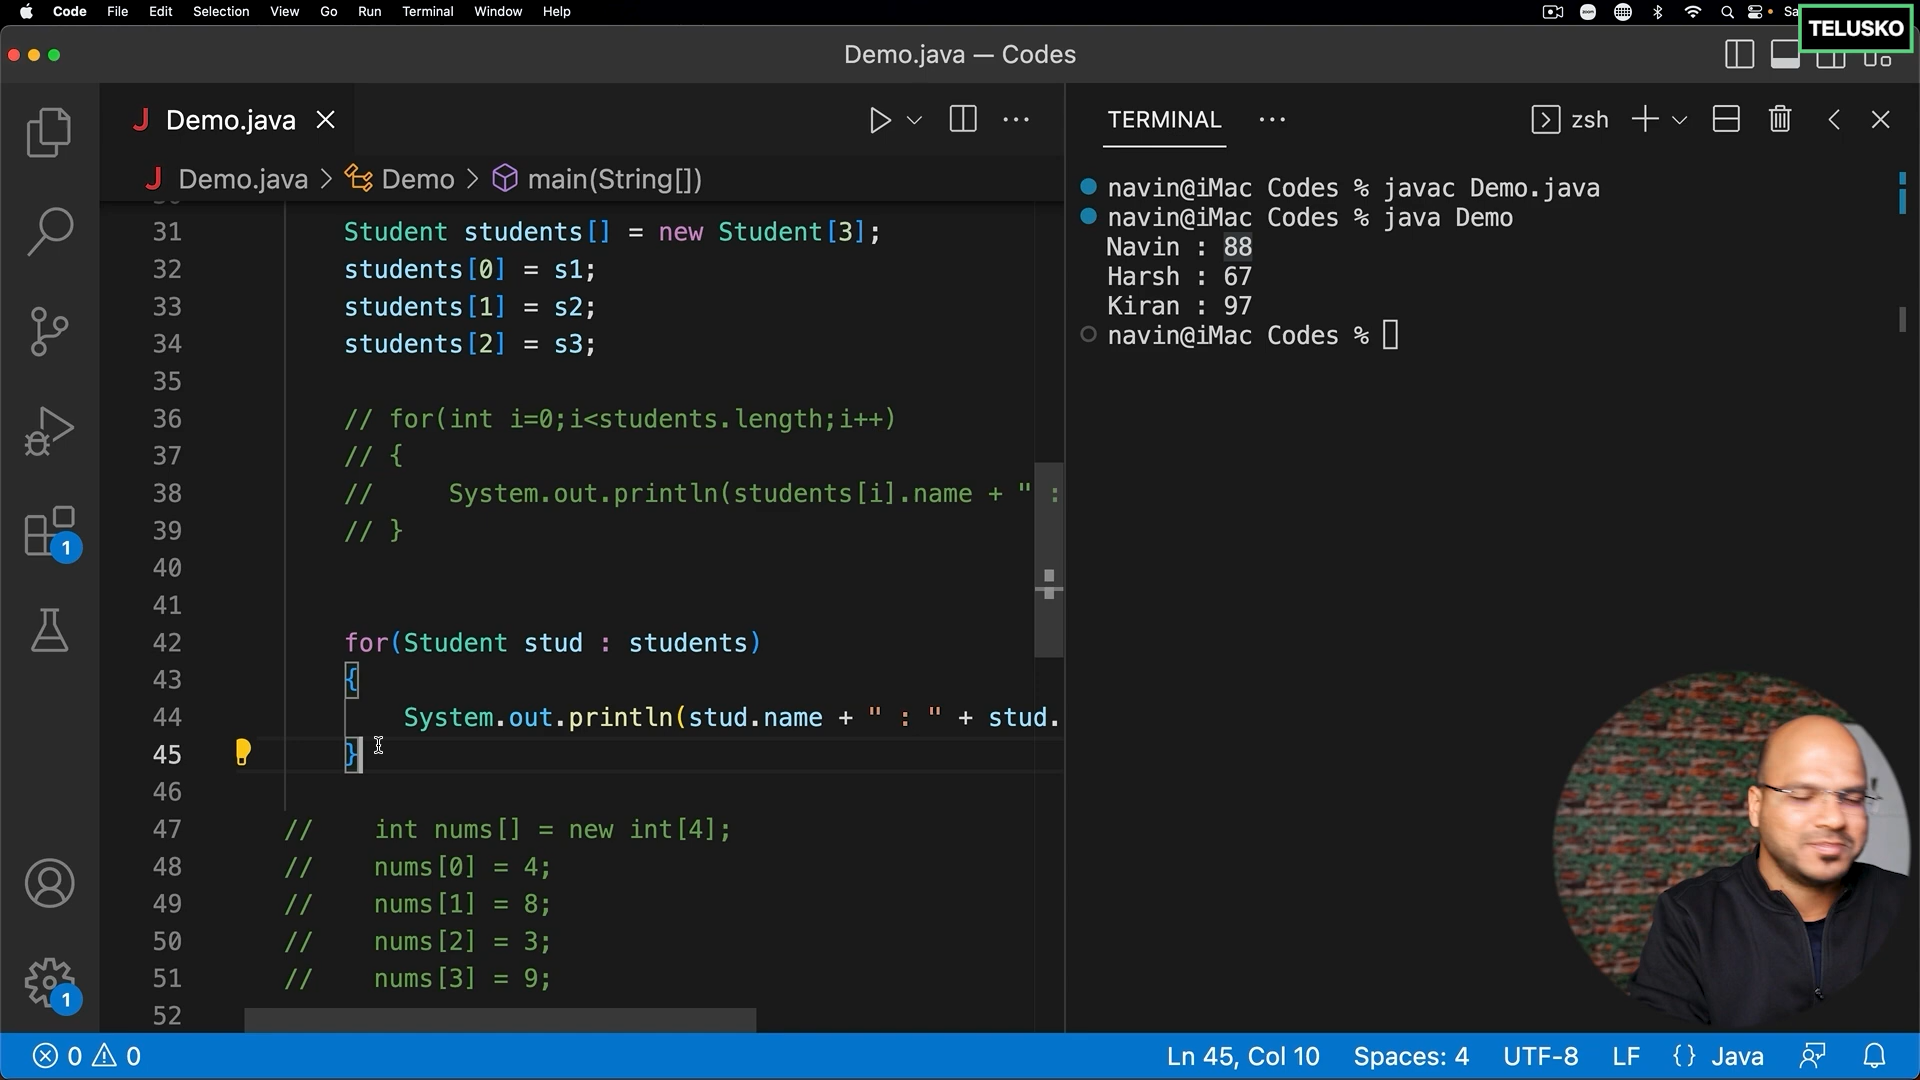 Code File Edit Selection View Go Run Terminal Window Help
zoom
TELUSKO
Demo.java — Codes
Demo.java
TERMINAL
zsh
Demo.java > Demo > main(String[])
31 Student students[] = new Student[3];
32 students[0] = s1;
33 students[1] = s2;
34 students[2] = s3;
35
36 // for(int i=0;i<students.length;i++)
37 // {
38 //     System.out.println(students[i].name + " :
39 // }
40
41
42 for(Student stud : students)
43 {
44     System.out.println(stud.name + " : " + stud.
45 }
46
47 //    int nums[] = new int[4];
48 //    nums[0] = 4;
49 //    nums[1] = 8;
50 //    nums[2] = 3;
51 //    nums[3] = 9;
52
navin@iMac Codes % javac Demo.java
navin@iMac Codes % java Demo
Navin : 88
Harsh : 67
Kiran : 97
navin@iMac Codes %
1
1
0 0
Ln 45, Col 10 Spaces: 4 UTF-8 LF {} Java